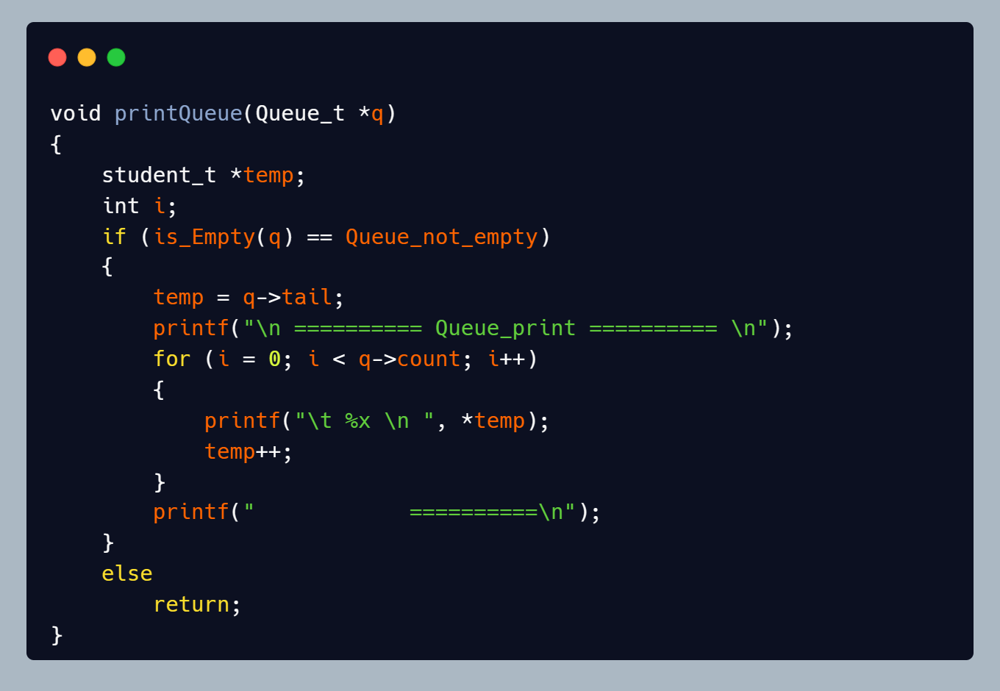 void printQueue(Queue_t *q)
{
    student_t *temp;
    int i;
    if (is_Empty(q) == Queue_not_empty)
    {
        temp = q->tail;
        printf("\n ========== Queue_print ========== \n");
        for (i = 0; i < q->count; i++)
        {
            printf("\t %x \n ", *temp);
            temp++;
        }
        printf("            ==========\n");
    }
    else
        return;
}